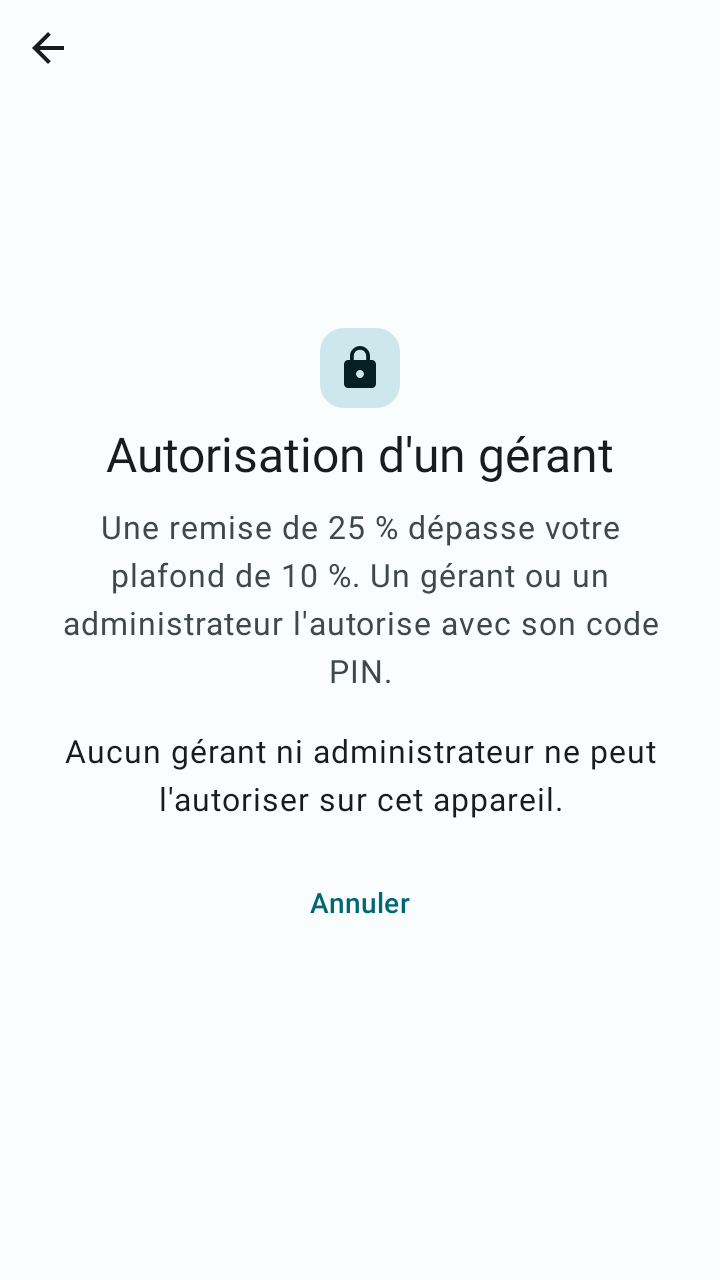 Autorisation d'un gérant
Une remise de 25 % dépasse votre
plafond de 10 %. Un gérant ou un
administrateur l'autorise avec son code
PIN.
Aucun gérant ni administrateur ne peut
l'autoriser sur cet appareil.
Annuler